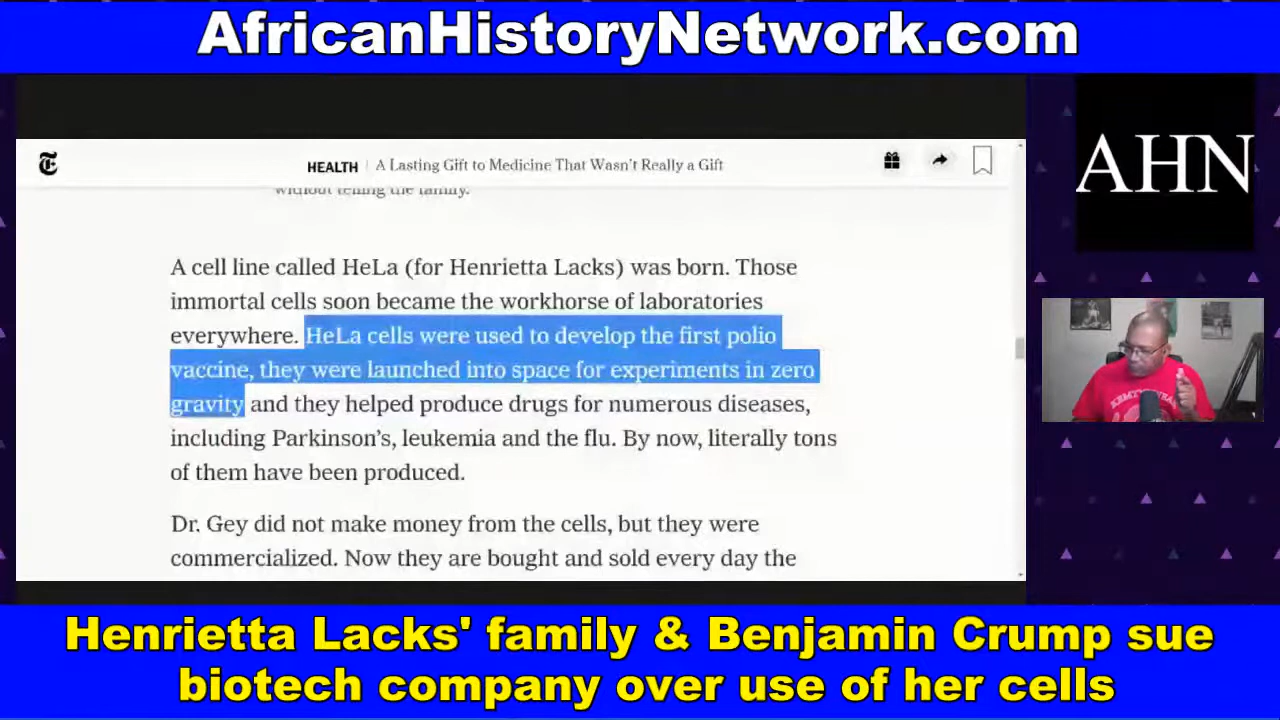 AfricanHistoryNetwork.com
AHN
HEALTH | A Lasting Gift to Medicine That Wasn't Really a Gift
without telling the family.
A cell line called HeLa (for Henrietta Lacks) was born. Those
immortal cells soon became the workhorse of laboratories
everywhere. HeLa cells were used to develop the first polio
vaccine, they were launched into space for experiments in zero
gravity and they helped produce drugs for numerous diseases,
including Parkinson's, leukemia and the flu. By now, literally tons
of them have been produced.
Dr. Gey did not make money from the cells, but they were
commercialized. Now they are bought and sold every day the
Henrietta Lacks' family & Benjamin Crump sue
biotech company over use of her cells